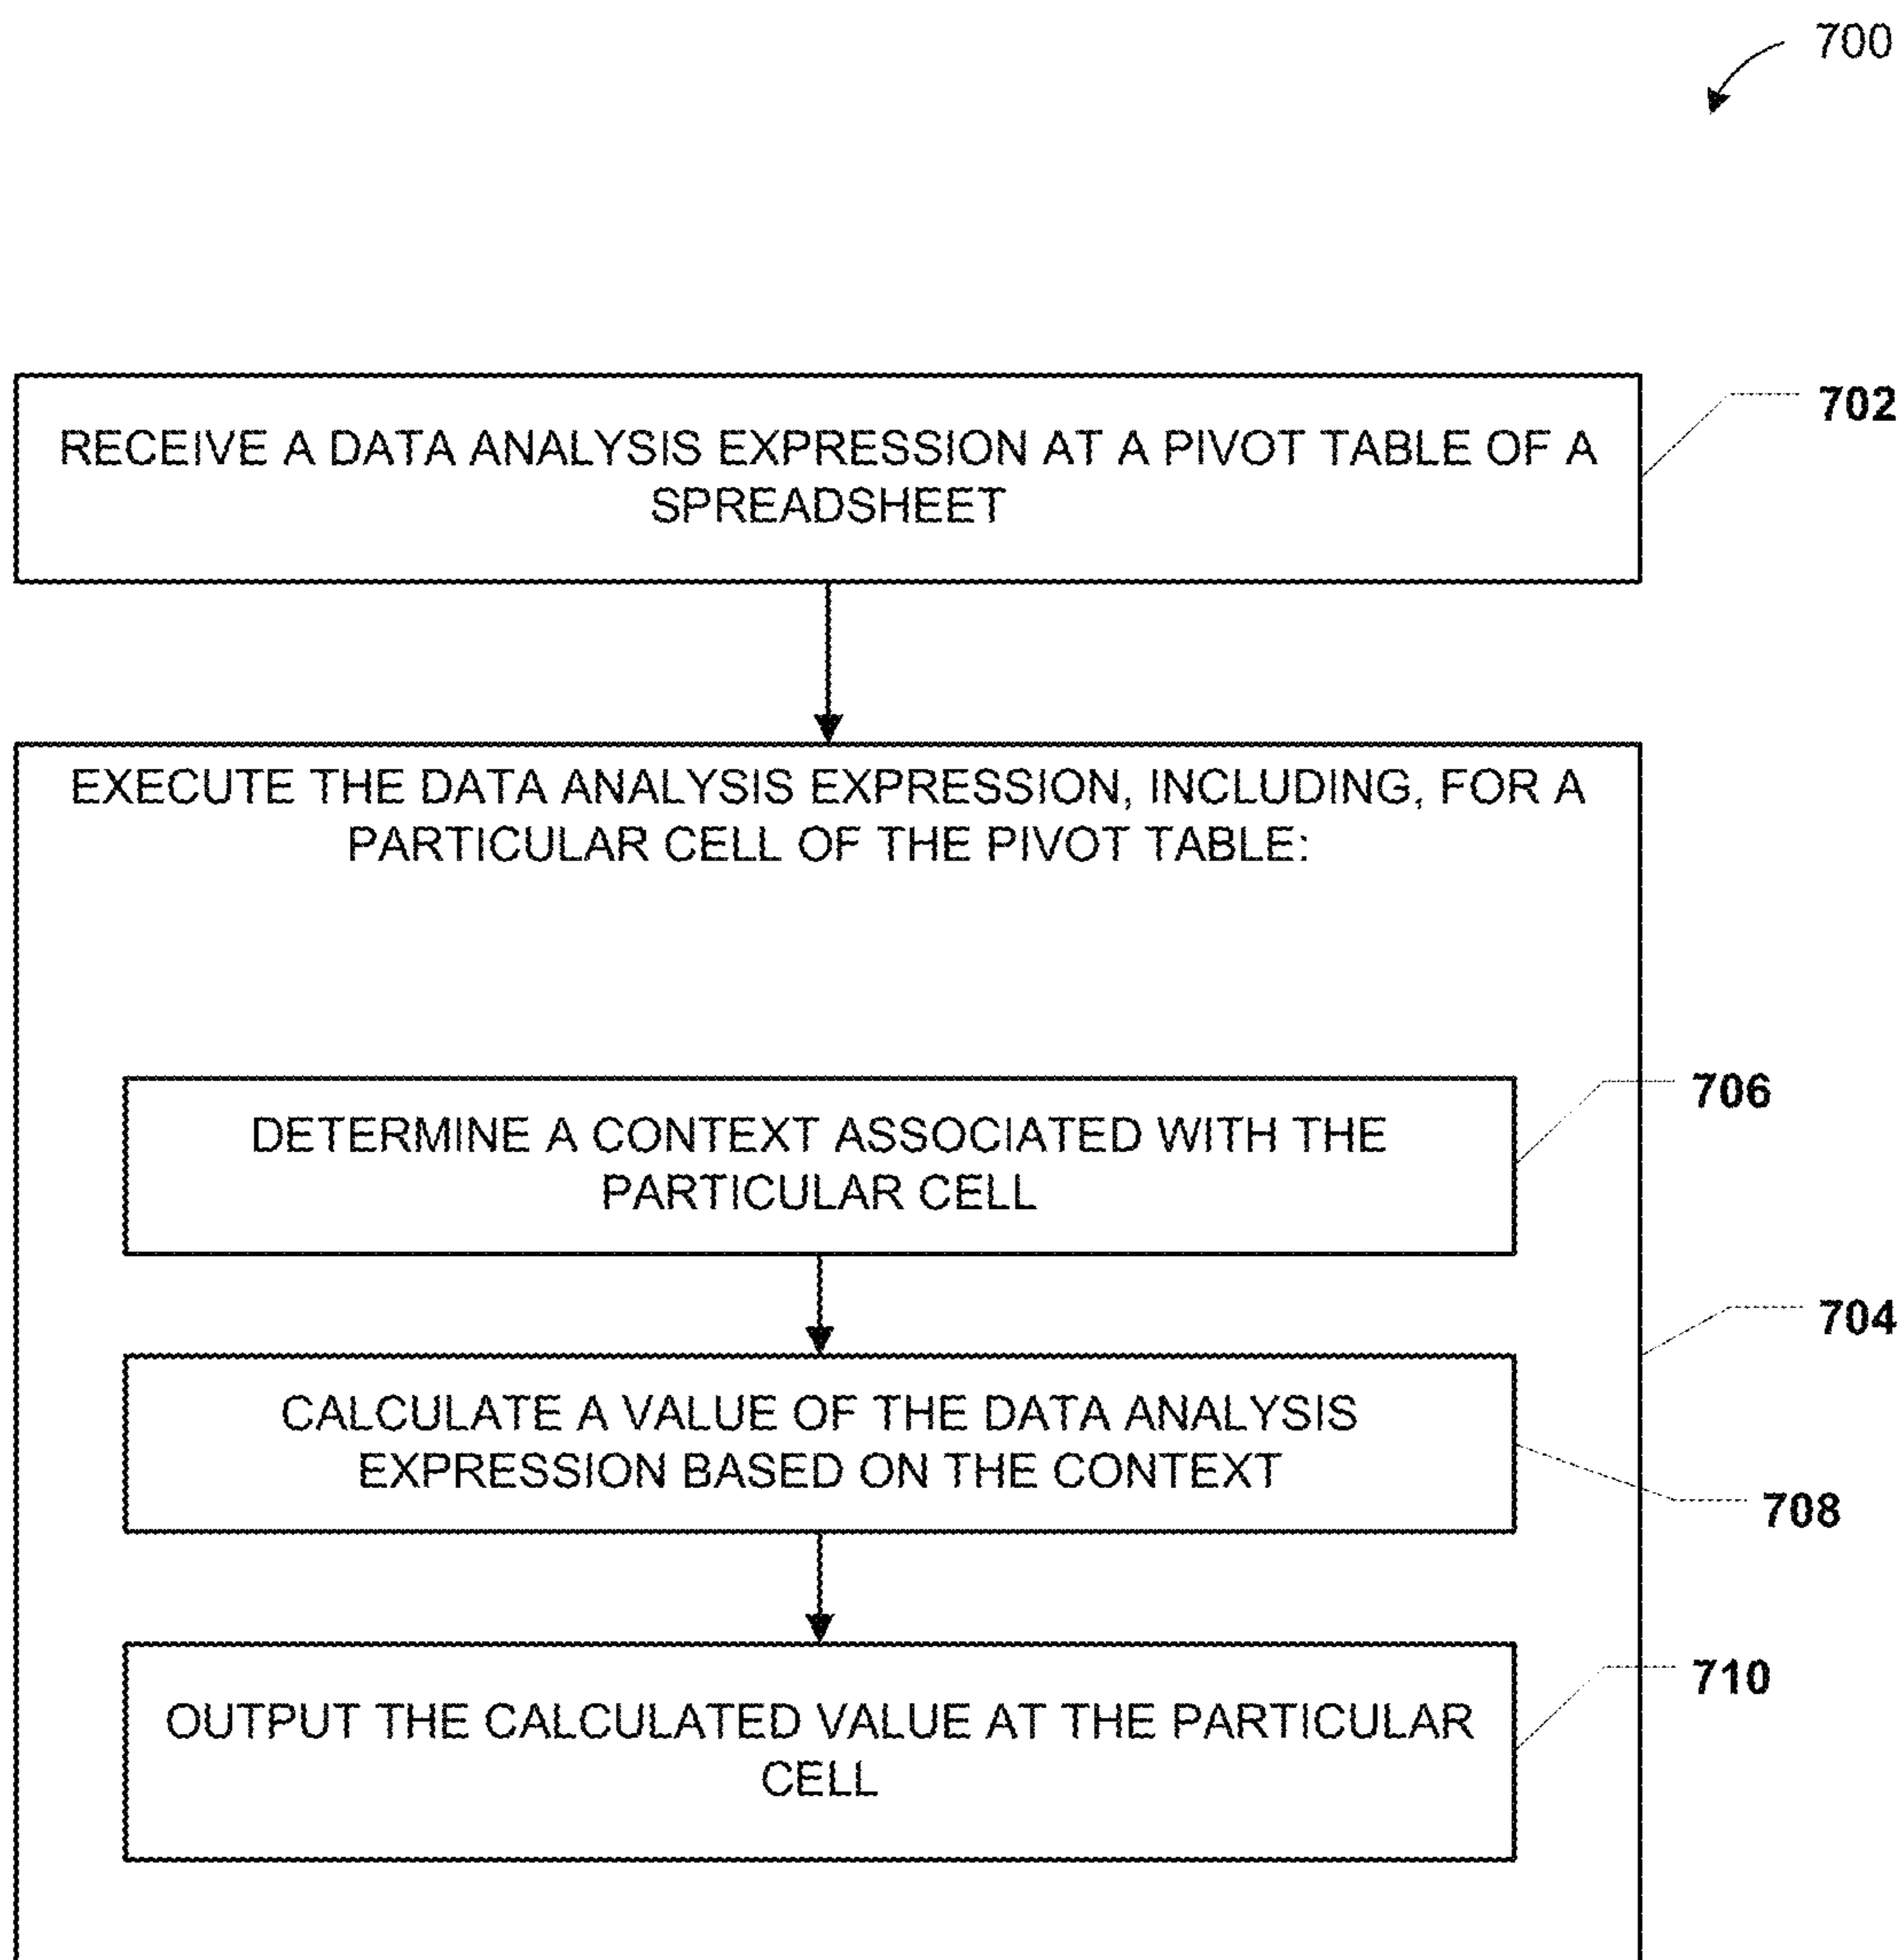 700
RECEIVE A DATA ANALYSIS EXPRESSION AT A PIVOT TABLE OF A
SPREADSHEET
702
EXECUTE THE DATA ANALYSIS EXPRESSION, INCLUDING, FOR A
PARTICULAR CELL OF THE PIVOT TABLE:
DETERMINE A CONTEXT ASSOCIATED WITH THE
PARTICULAR CELL
706
704
CALCULATE A VALUE OF THE DATA ANALYSIS
EXPRESSION BASED ON THE CONTEXT
708
OUTPUT THE CALCULATED VALUE AT THE PARTICULAR
CELL
710